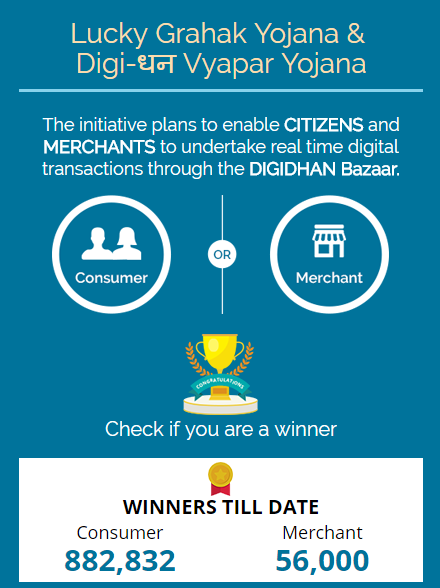 Lucky Grahak Yojana &
Digi-धन Vyapar Yojana
The initiative plans to enable CITIZENS and
MERCHANTS to undertake real time digital
transactions through the DIGIDHAN Bazaar.
Consumer
OR
Merchant
CONGRATULATIONS
Check if you are a winner
WINNERS TILL DATE
Consumer Merchant
882,832 56,000